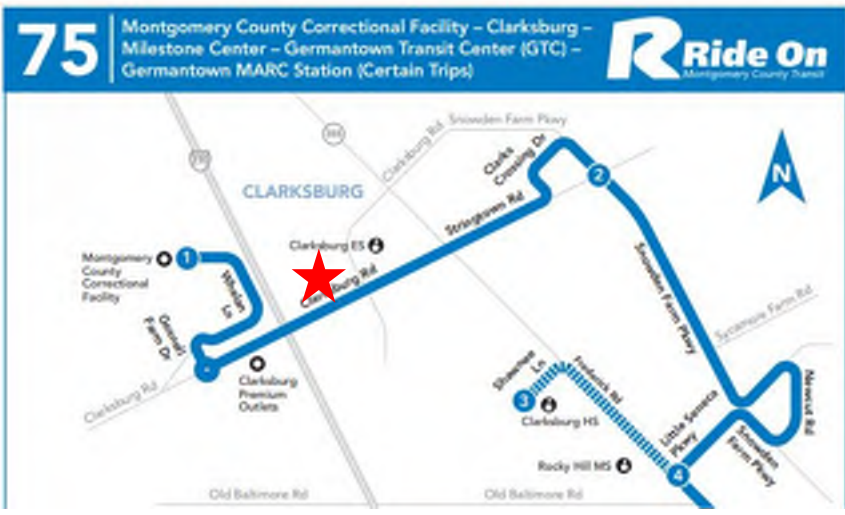 75
Montgomery County Correctional Facility – Clarksburg –
Milestone Center – Germantown Transit Center (GTC) –
Germantown MARC Station (Certain Trips)
Ride On
Montgomery County Transit
Snowden Farm Pkwy
Clarksburg Rd
Clarks
Crossing Dr
2
N
CLARKSBURG
Stringtown Rd
Clarksburg ES
Montgomery
County
Correctional
Facility
1
Whelan
Ln
Clarksburg Rd
Snowden Farm Pkwy
Sycamore Farm Rd
Farm Dr
Clarksburg
Premium
Outlets
Clarksburg Rd
Shawnee
Ln
Frederick Rd
3
Clarksburg HS
Little Seneca
Pkwy
Newcut Rd
Snowden
Farm Pkwy
Rocky Hill MS
4
Old Baltimore Rd
Old Baltimore Rd